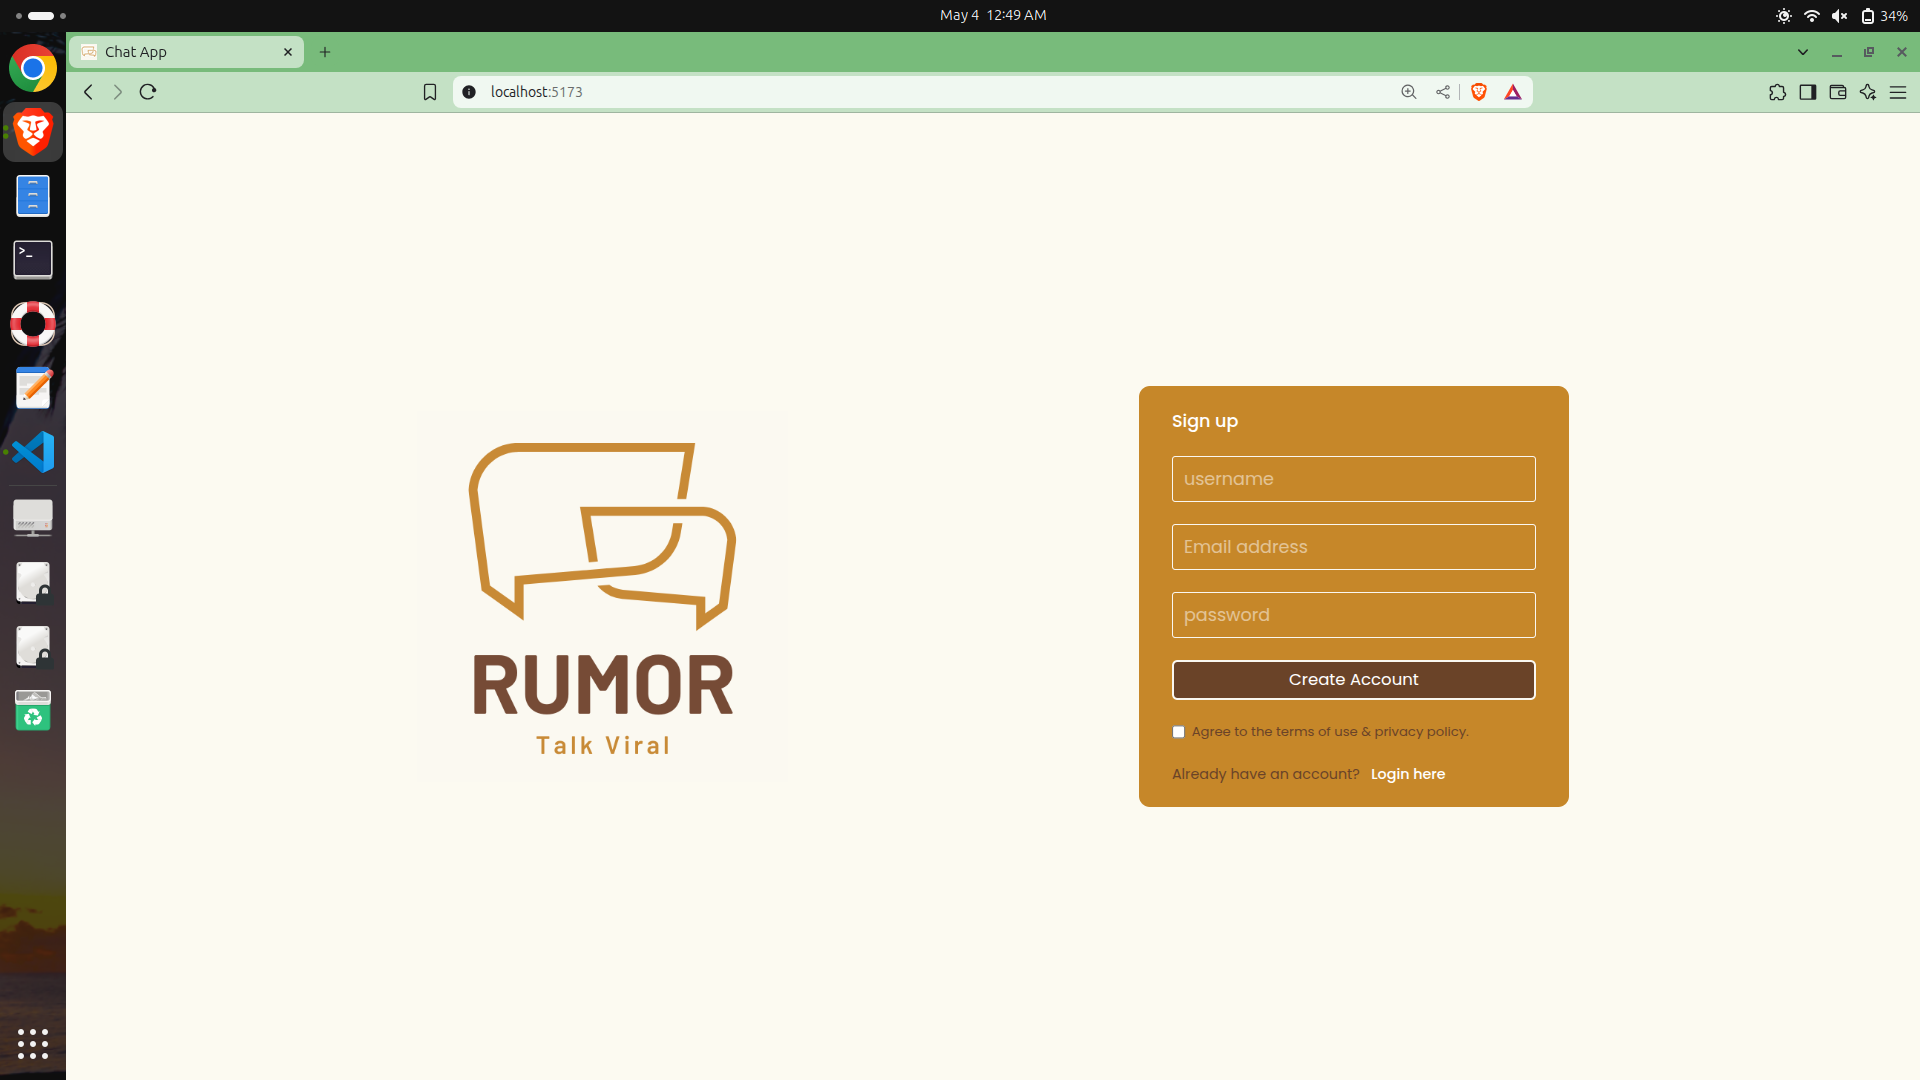 May 4 12:49 AM
34%
Chat App
localhost:5173
RUMOR
Talk Viral
Sign up
username
Email address
password
Create Account
Agree to the terms of use & privacy policy.
Already have an account? Login here